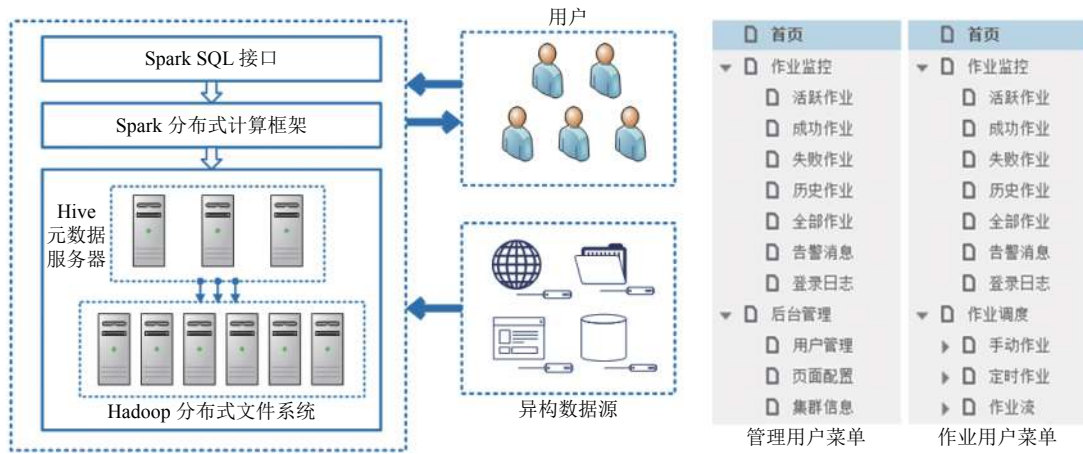 用户
Spark SQL 接口
Spark 分布式计算框架
Hive
元数据
服务器
Hadoop 分布式文件系统
异构数据源
首页
作业监控
活跃作业
成功作业
失败作业
历史作业
全部作业
告警消息
登录日志
后台管理
用户管理
页面配置
集群信息
管理用户菜单
首页
作业监控
活跃作业
成功作业
失败作业
历史作业
全部作业
告警消息
登录日志
作业调度
手动作业
定时作业
作业流
作业用户菜单